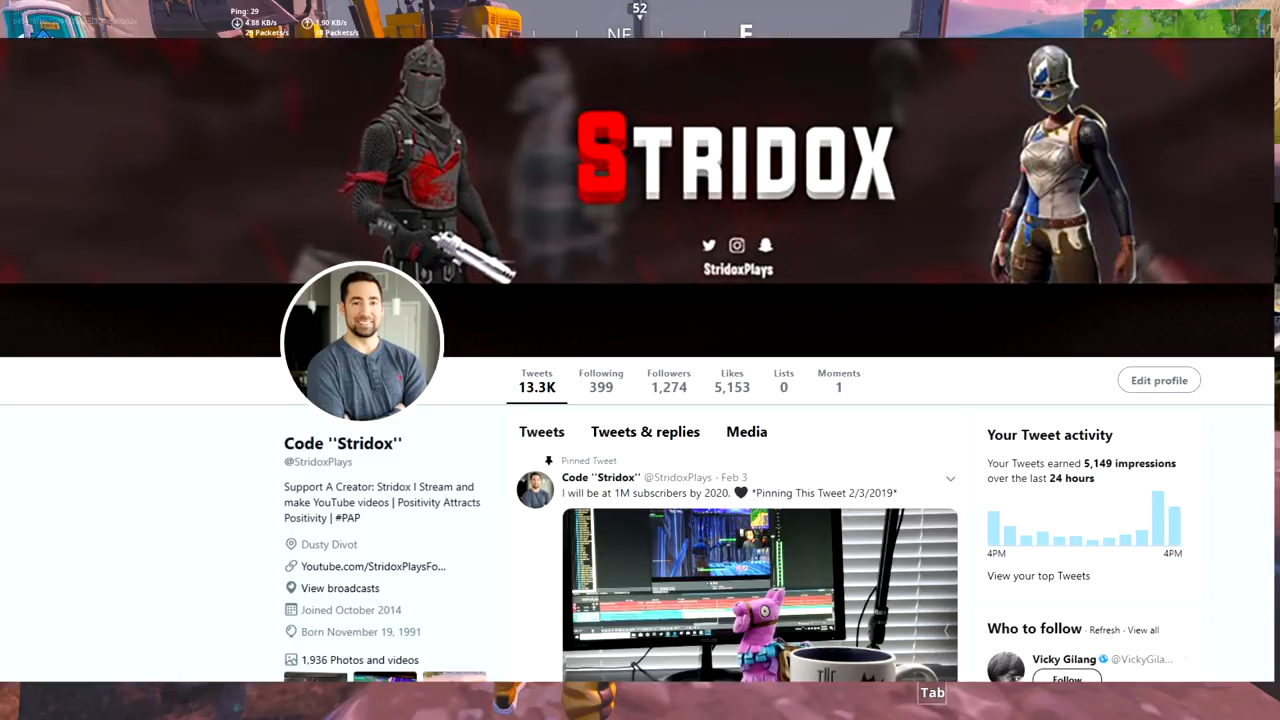 Ping: 29
4.88 KB/s 1.90 KB/s
29 Packets/s 18 Packets/s
52
N NE E
STRIDOX
StridoxPlays
Tweets Following Followers Likes Lists Moments
13.3K 399 1,274 5,153 0 1
Edit profile
Code ''Stridox''
@StridoxPlays
Support A Creator: Stridox I Stream and
make YouTube videos | Positivity Attracts
Positivity | #PAP
Dusty Divot
Youtube.com/StridoxPlaysFo...
View broadcasts
Joined October 2014
Born November 19, 1991
1,936 Photos and videos
Tweets Tweets & replies Media
Pinned Tweet
Code ''Stridox'' @StridoxPlays · Feb 3
I will be at 1M subscribers by 2020. 🖤 *Pinning This Tweet 2/3/2019*
THE
Your Tweet activity
Your Tweets earned 5,149 impressions
over the last 24 hours
4PM 4PM
View your top Tweets
Who to follow · Refresh · View all
Vicky Gilang @VickyGila...
Follow
Tab